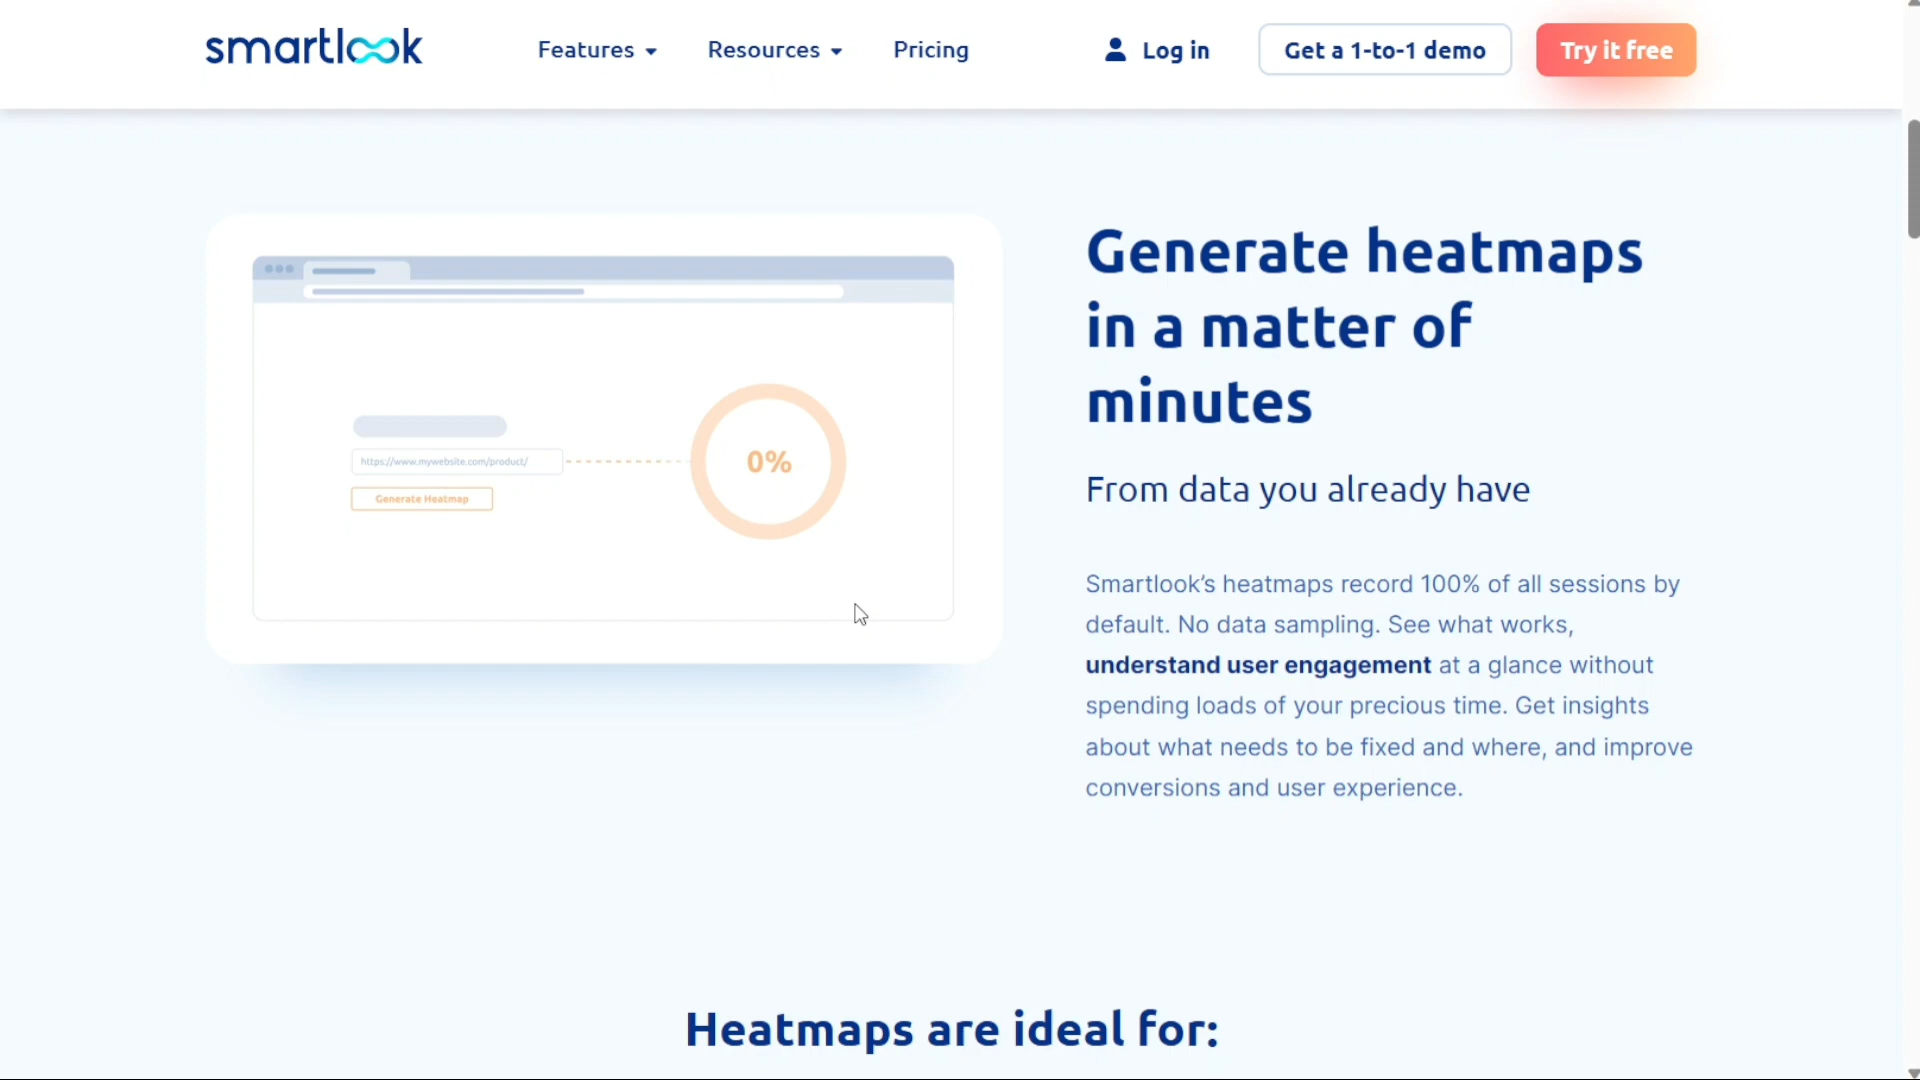 smartlook
Features
Resources
Pricing
Log in
Get a 1-to-1 demo
Try it free
https://www.mywebsite.com/product/
Generate Heatmap
0%
Generate heatmaps
in a matter of
minutes
From data you already have
Smartlook’s heatmaps record 100% of all sessions by
default. No data sampling. See what works,
understand user engagement at a glance without
spending loads of your precious time. Get insights
about what needs to be fixed and where, and improve
conversions and user experience.
Heatmaps are ideal for: